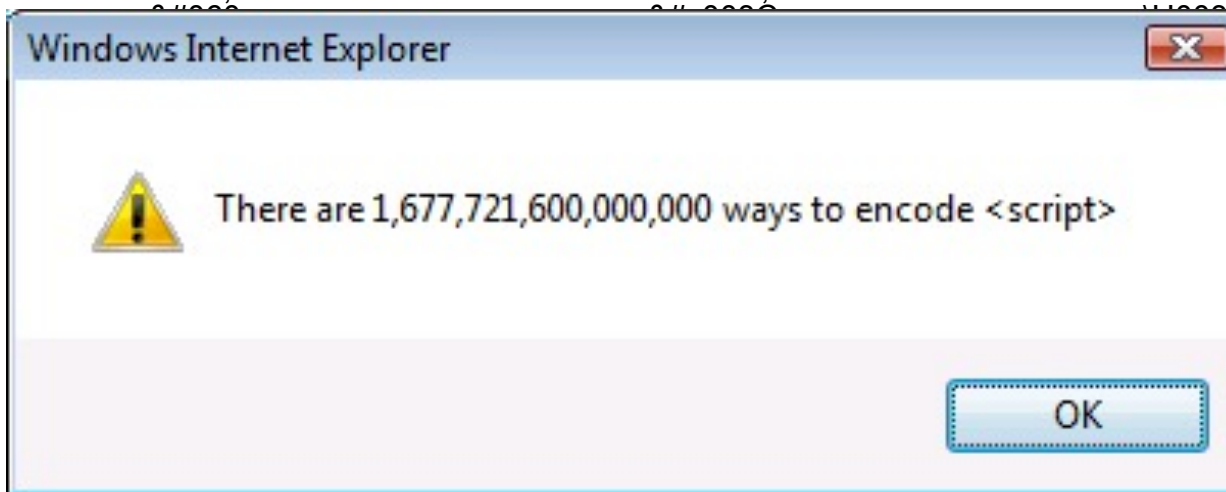 Windows Internet Explorer
There are 1,677,721,600,000,000 ways to encode <script>
OK